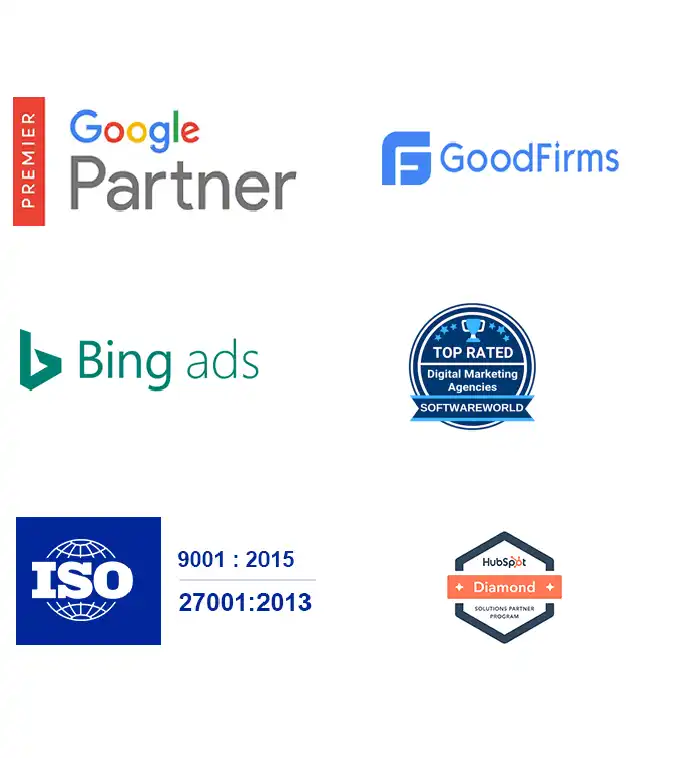 PREMIER
Google
Partner
GoodFirms
Bing ads
TOP RATED
Digital Marketing
Agencies
SOFTWAREWORLD
ISO
9001 : 2015
27001:2013
HubSpot
Diamond
SOLUTIONS PARTNER
PROGRAM